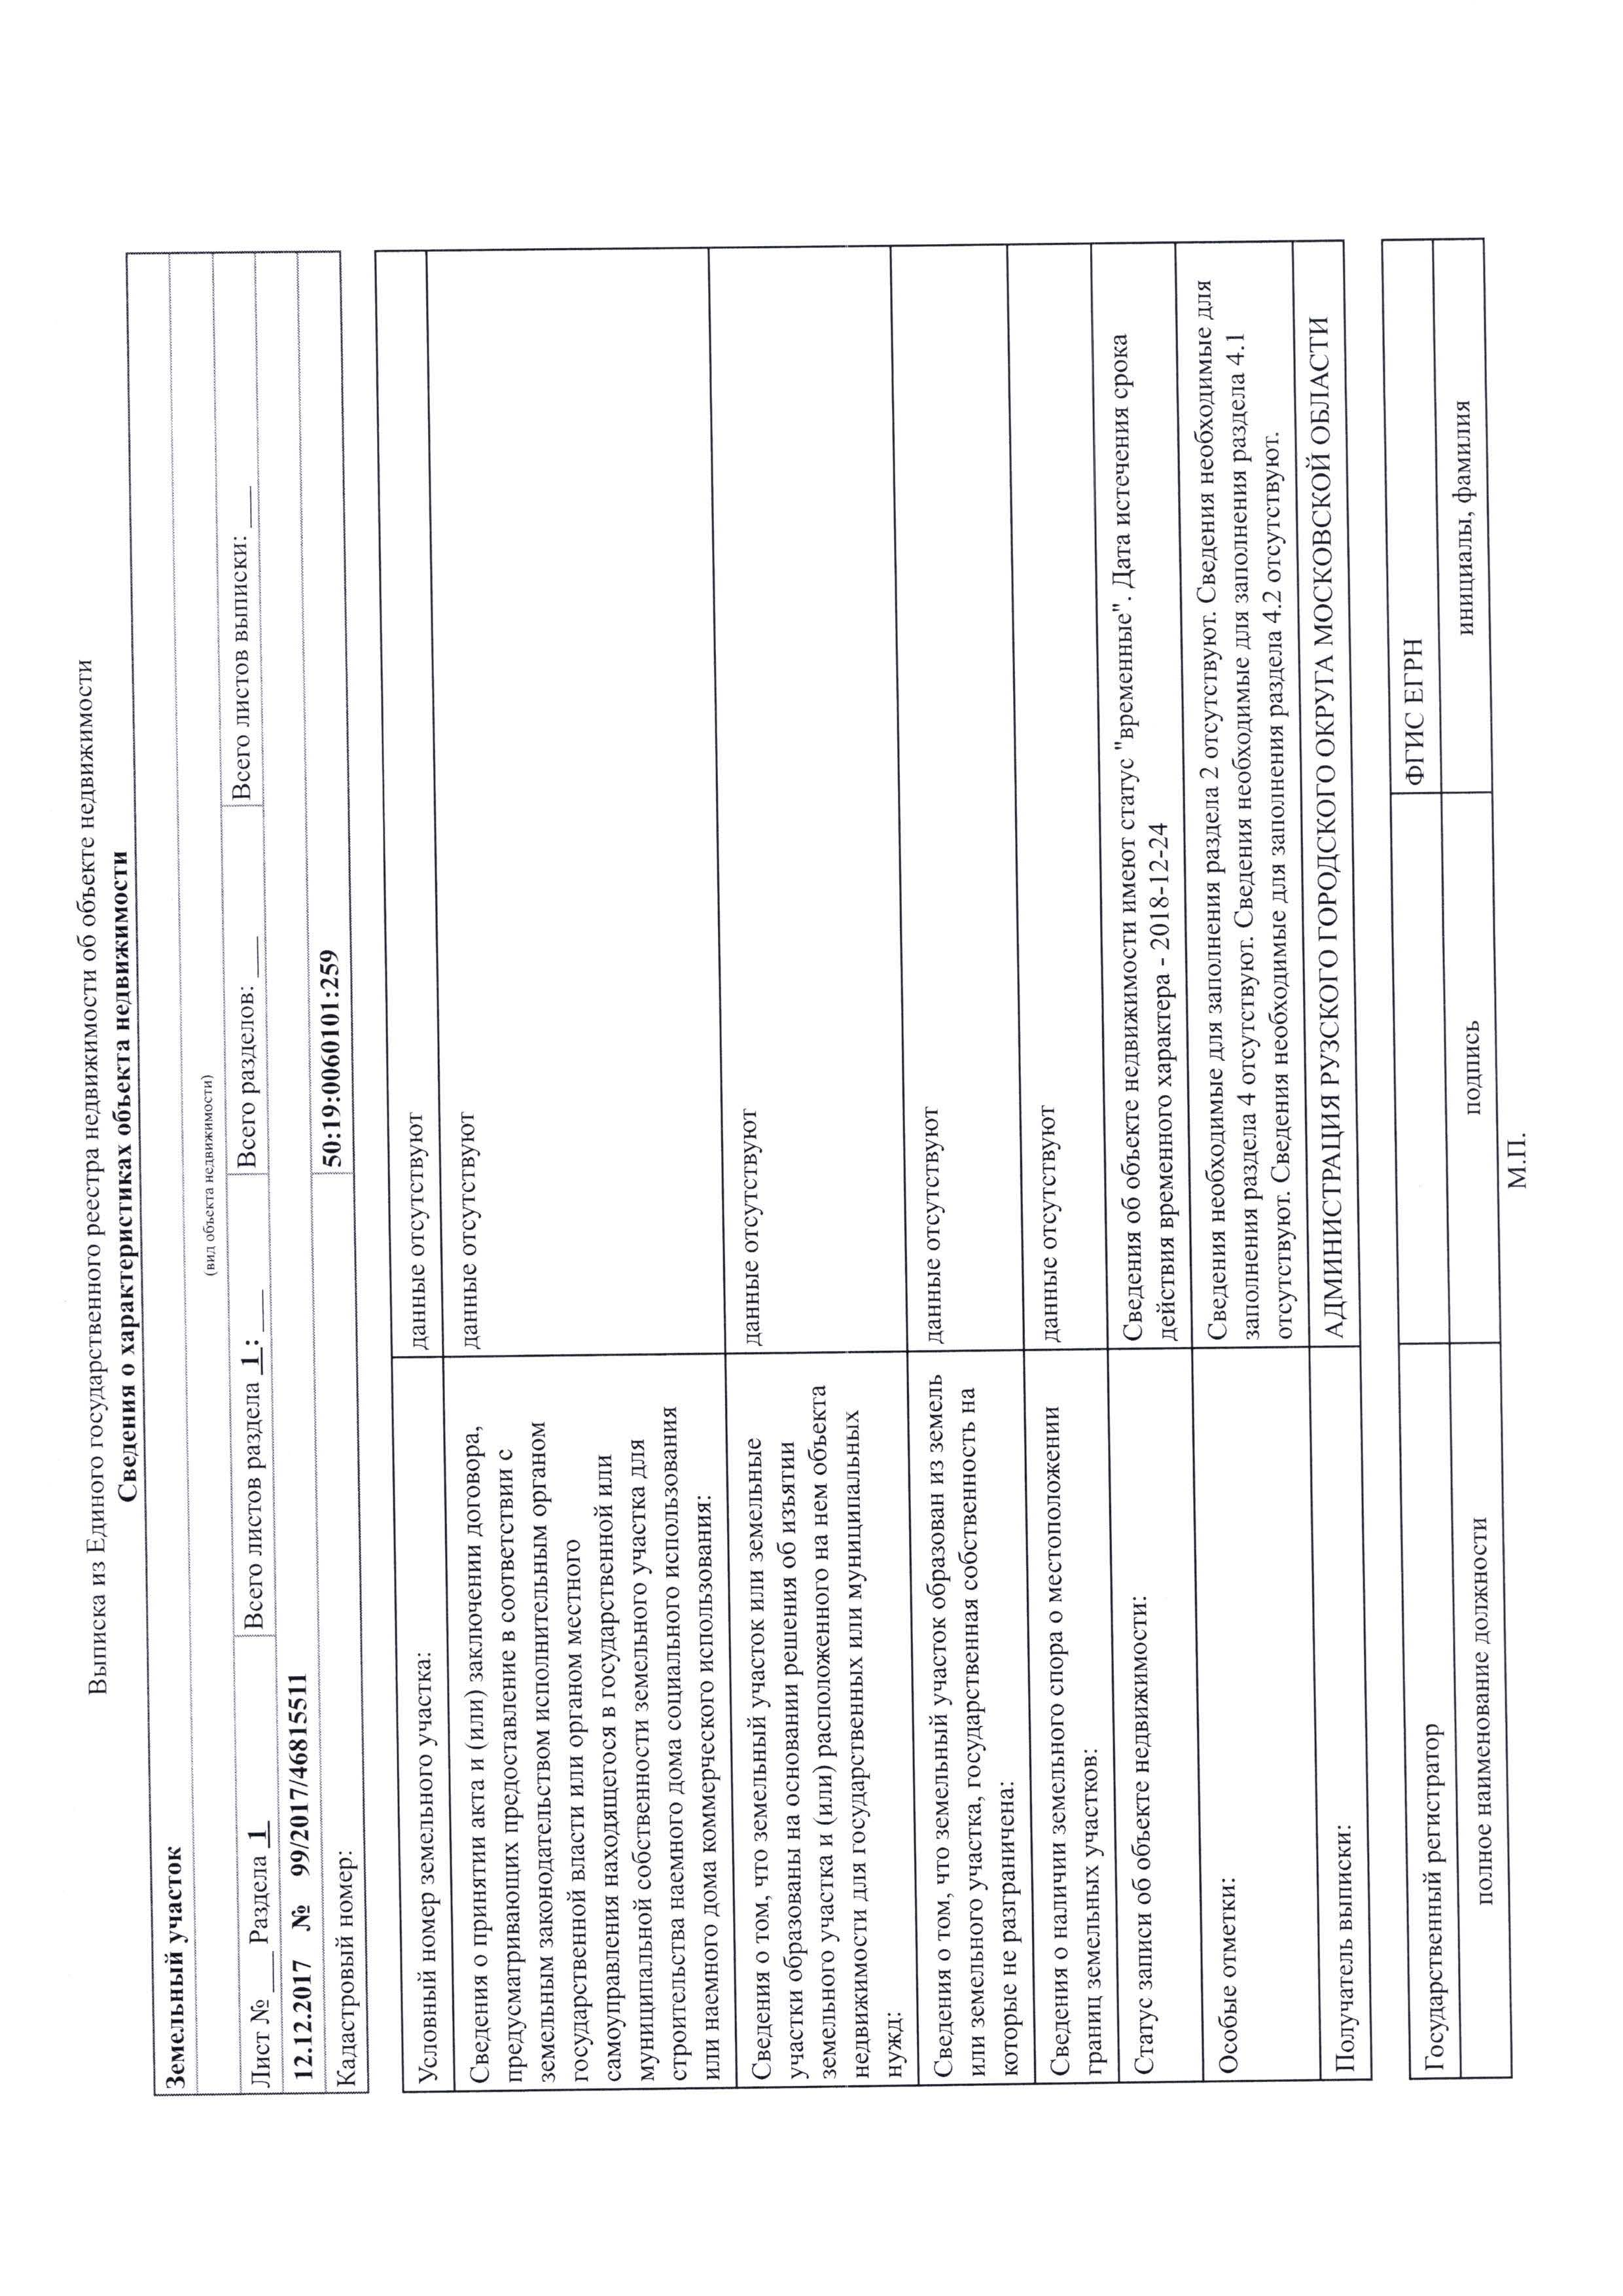 Выписка из Единого государственного реестра недвижимости об объекте недвижимости
Сведения о характеристиках объекта недвижимости
Земельный участок
(вид объекта недвижимости)
Лист № ___ Раздела 1
Всего листов раздела 1: ___
Всего разделов: ___
Всего листов выписки: ___
12.12.2017 № 99/2017/46815511
Кадастровый номер:
50:19:0060101:259
Условный номер земельного участка:
данные отсутствуют
Сведения о принятии акта и (или) заключении договора,
предусматривающих предоставление в соответствии с
земельным законодательством исполнительным органом
государственной власти или органом местного
самоуправления находящегося в государственной или
муниципальной собственности земельного участка для
строительства наемного дома социального использования
или наемного дома коммерческого использования:
данные отсутствуют
Сведения о том, что земельный участок или земельные
участки образованы на основании решения об изъятии
земельного участка и (или) расположенного на нем объекта
недвижимости для государственных или муниципальных
нужд:
данные отсутствуют
Сведения о том, что земельный участок образован из земель
или земельного участка, государственная собственность на
которые не разграничена:
данные отсутствуют
Сведения о наличии земельного спора о местоположении
границ земельных участков:
данные отсутствуют
Статус записи об объекте недвижимости:
Сведения об объекте недвижимости имеют статус "временные". Дата истечения срока
действия временного характера - 2018-12-24
Особые отметки:
Сведения необходимые для заполнения раздела 2 отсутствуют. Сведения необходимые для
заполнения раздела 4 отсутствуют. Сведения необходимые для заполнения раздела 4.1
отсутствуют. Сведения необходимые для заполнения раздела 4.2 отсутствуют.
Получатель выписки:
АДМИНИСТРАЦИЯ РУЗСКОГО ГОРОДСКОГО ОКРУГА МОСКОВСКОЙ ОБЛАСТИ
Государственный регистратор
ФГИС ЕГРН
полное наименование должности
подпись
инициалы, фамилия
М.П.